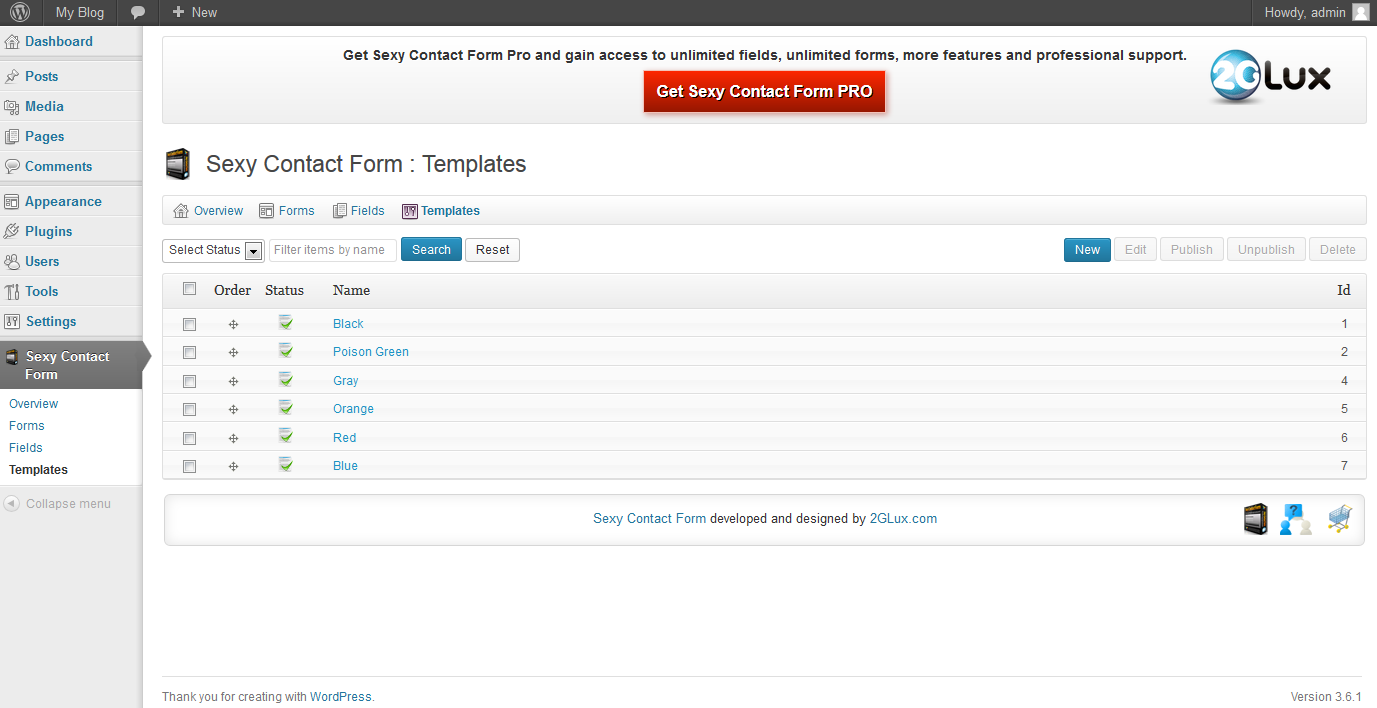 My Blog New Howdy, admin
Dashboard
Posts
Media
Pages
Comments
Appearance
Plugins
Users
Tools
Settings
Sexy Contact
Form
Overview
Forms
Fields
Templates
Collapse menu
Get Sexy Contact Form Pro and gain access to unlimited fields, unlimited forms, more features and professional support.
Get Sexy Contact Form PRO
2GLux
Sexy Contact Form : Templates
Overview Forms Fields Templates
Select Status Filter items by name Search Reset New Edit Publish Unpublish Delete
Order Status Name Id
Black 1
Poison Green 2
Gray 4
Orange 5
Red 6
Blue 7
Sexy Contact Form developed and designed by 2GLux.com
?
Thank you for creating with WordPress. Version 3.6.1